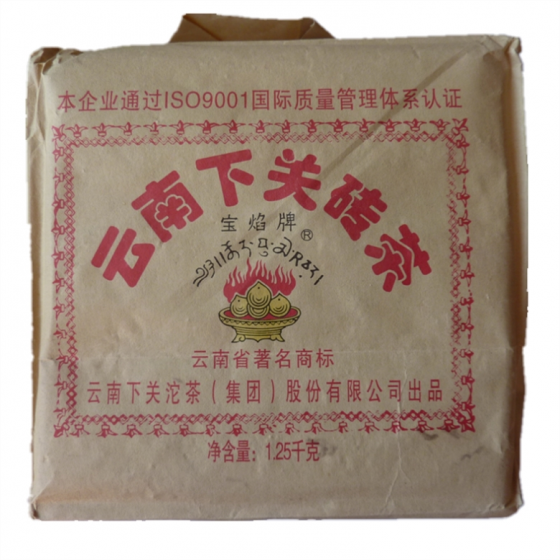 本企业通过ISO9001国际质量管理体系认证
云南下关砖茶
宝焰牌
®
云南省著名商标
云南下关沱茶（集团）股份有限公司出品
净含量：1.25千克